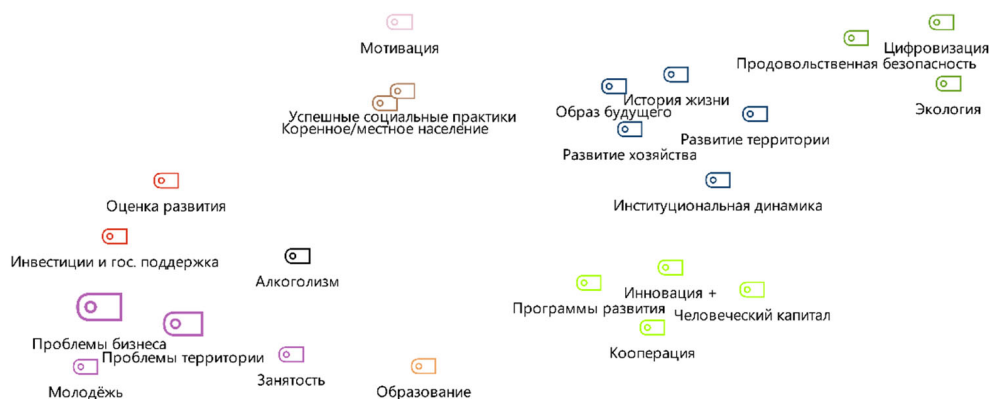 Мотивация
Цифровизация
Продовольственная безопасность
Экология
История жизни
Образ будущего
Успешные социальные практики
Коренное/местное население
Развитие территории
Развитие хозяйства
Оценка развития
Институциональная динамика
Инвестиции и гос. поддержка
Алкоголизм
Инновация +
Программы развития
Человеческий капитал
Проблемы бизнеса
Проблемы территории
Кооперация
Занятость
Молодёжь
Образование